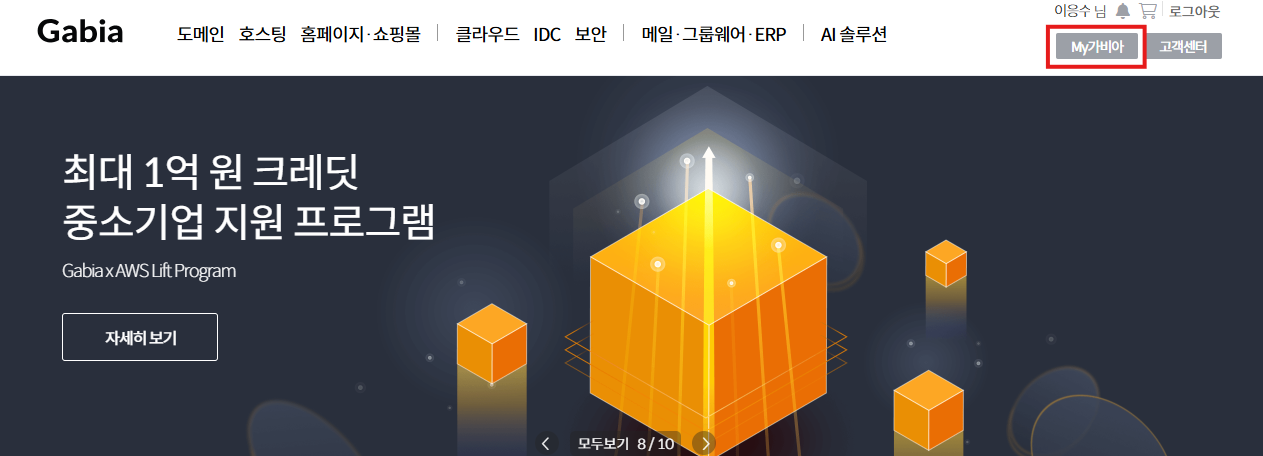 이응수 님 로그아웃
Gabia 도메인 호스팅 홈페이지·쇼핑몰 클라우드 IDC 보안 메일·그룹웨어·ERP AI 솔루션
My가비아 고객센터
최대 1억 원 크레딧
중소기업 지원 프로그램
Gabia x AWS Lift Program
자세히 보기
모두보기 8 / 10